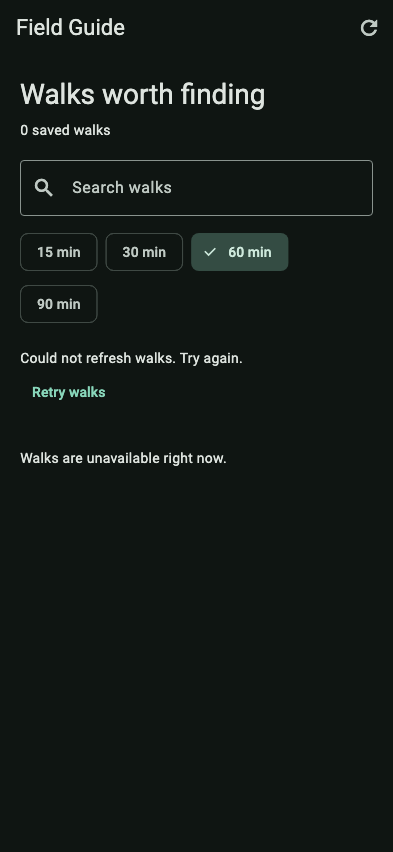 Field Guide
Walks worth finding
0 saved walks
Search walks
15 min
30 min
60 min
90 min
Could not refresh walks. Try again.
Retry walks
Walks are unavailable right now.